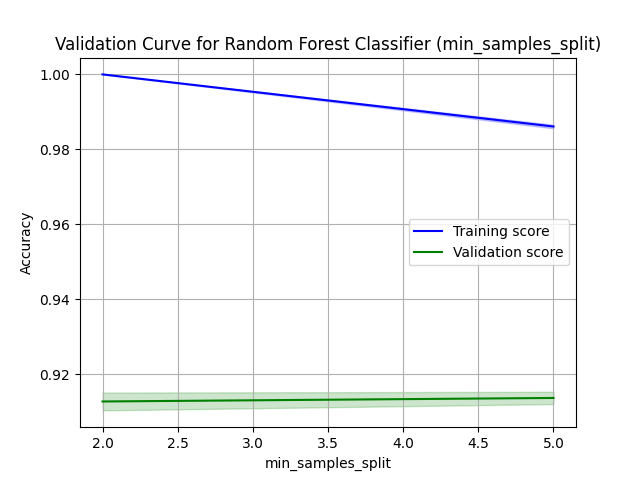 Validation Curve for Random Forest Classifier (min_samples_split)
1.00
0.98
0.96
0.94
0.92
Accuracy
Training score
Validation score
2.0 2.5 3.0 3.5 4.0 4.5 5.0
min_samples_split